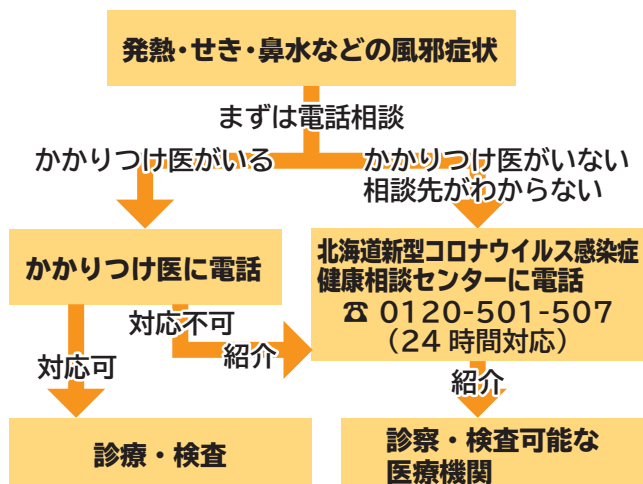 発熱・せき・鼻水などの風邪症状
まずは電話相談
かかりつけ医がいる
かかりつけ医がいない
相談先がわからない
かかりつけ医に電話
北海道新型コロナウイルス感染症
健康相談センターに電話
☎ 0120-501-507
（24 時間対応）
対応不可
紹介
対応可
紹介
診療・検査
診察・検査可能な
医療機関